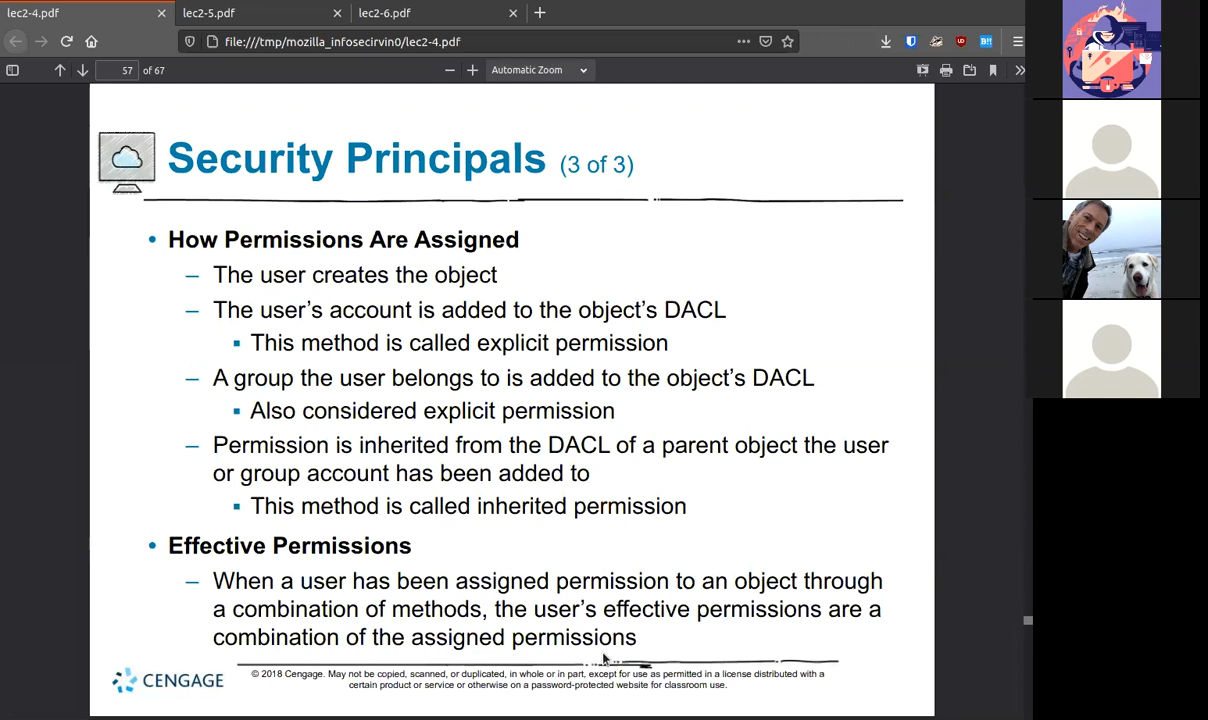 lec2-4.pdf
lec2-5.pdf
lec2-6.pdf
file:///tmp/mozilla_infosecirvin0/lec2-4.pdf
57 of 67
Automatic Zoom
Security Principals (3 of 3)
• How Permissions Are Assigned
– The user creates the object
– The user’s account is added to the object’s DACL
▪ This method is called explicit permission
– A group the user belongs to is added to the object’s DACL
▪ Also considered explicit permission
– Permission is inherited from the DACL of a parent object the user
or group account has been added to
▪ This method is called inherited permission
• Effective Permissions
– When a user has been assigned permission to an object through
a combination of methods, the user’s effective permissions are a
combination of the assigned permissions
CENGAGE
© 2018 Cengage. May not be copied, scanned, or duplicated, in whole or in part, except for use as permitted in a license distributed with a
certain product or service or otherwise on a password-protected website for classroom use.